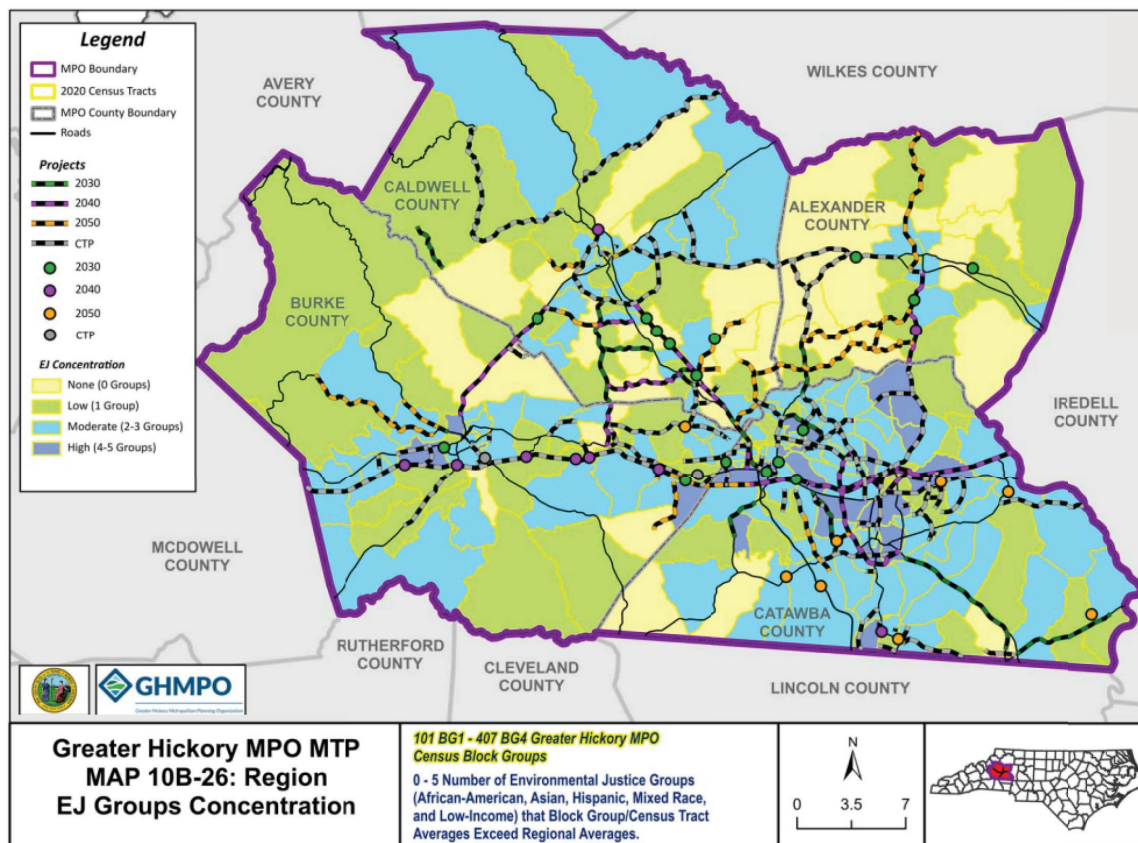 Legend
MPO Boundary
2020 Census Tracts
MPO County Boundary
Roads
Projects
2030
2040
2050
CTP
2030
2040
2050
CTP
EJ Concentration
None (0 Groups)
Low (1 Group)
Moderate (2-3 Groups)
High (4-5 Groups)
AVERY
COUNTY
WILKES COUNTY
CALDWELL
COUNTY
ALEXANDER
COUNTY
BURKE
COUNTY
IREDELL
COUNTY
MCDOWELL
COUNTY
CATAWBA
COUNTY
RUTHERFORD
COUNTY
CLEVELAND
COUNTY
LINCOLN COUNTY
GHMPO
Greater Hickory Metropolitan Planning Organization
Greater Hickory MPO MTP
MAP 10B-26: Region
EJ Groups Concentration
101 BG1 - 407 BG4 Greater Hickory MPO
Census Block Groups
0 - 5 Number of Environmental Justice Groups
(African-American, Asian, Hispanic, Mixed Race,
and Low-Income) that Block Group/Census Tract
Averages Exceed Regional Averages.
N
0 3.5 7